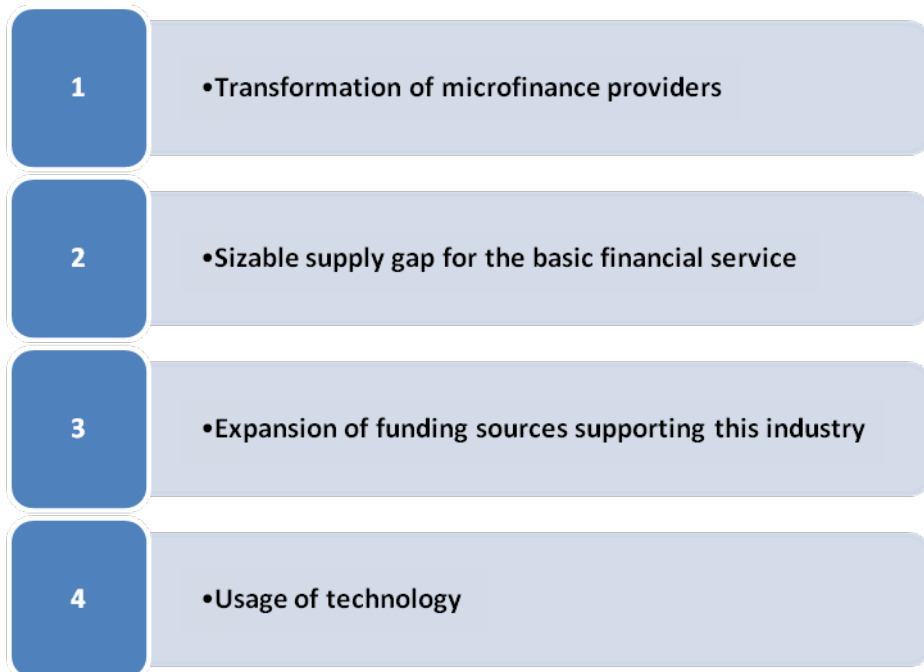 1
•Transformation of microfinance providers
2
•Sizable supply gap for the basic financial service
3
•Expansion of funding sources supporting this industry
4
•Usage of technology